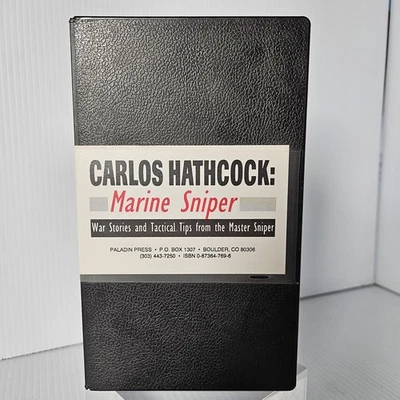 CARLOS HATHCOCK:
Marine Sniper
War Stories and Tactical Tips from the Master Sniper
PALADIN PRESS • P.O. BOX 1307 • BOULDER, CO 80306
(303) 443-7250 • ISBN 0-87364-769-6